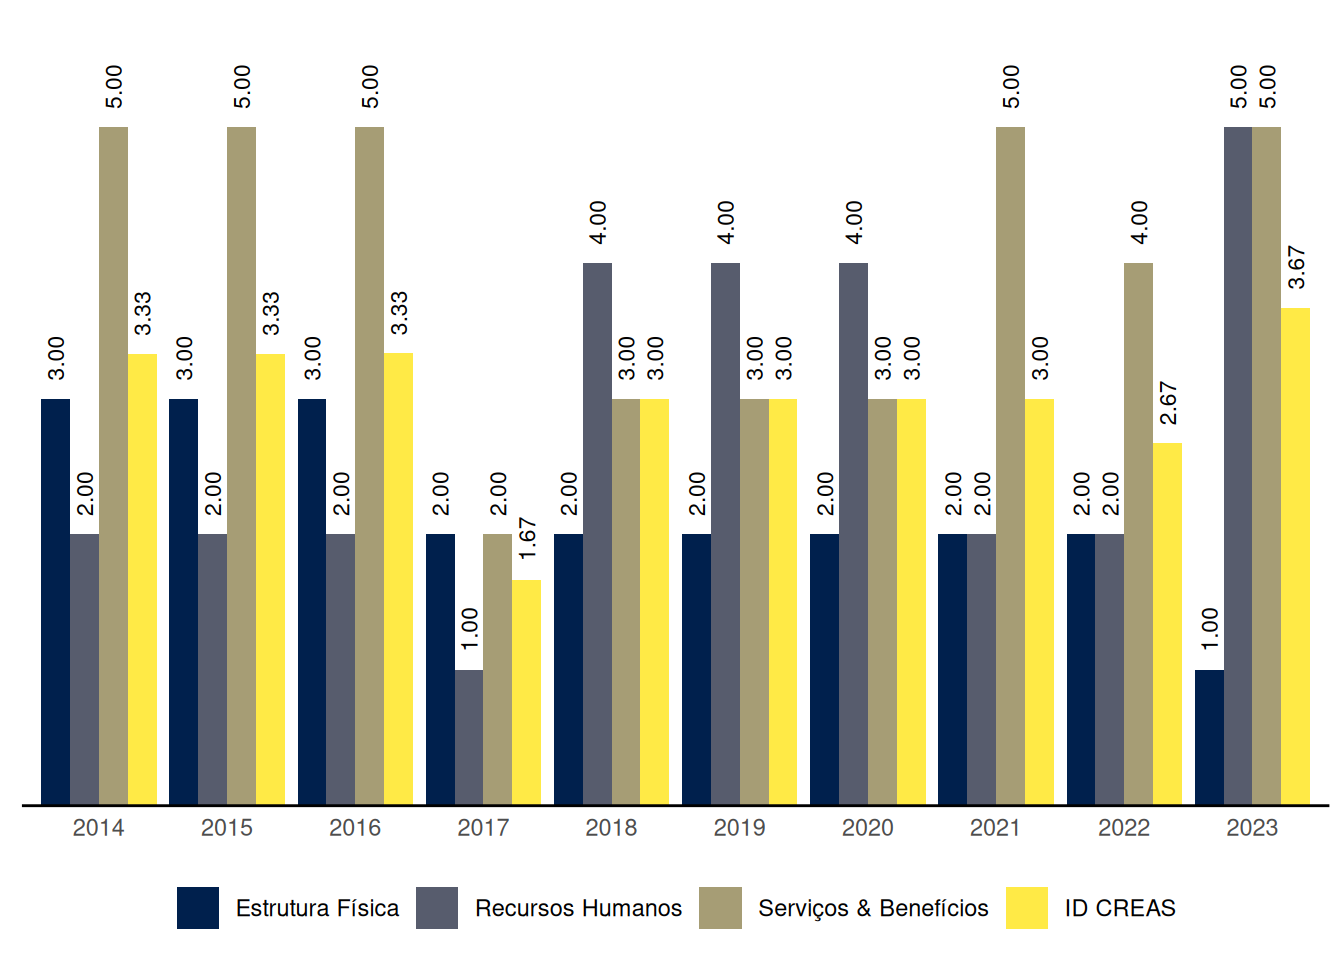 3.00 2.00 5.00 3.33 3.00 2.00 5.00 3.33 3.00 2.00 5.00 3.33 2.00 1.00 2.00 1.67 2.00 4.00 3.00 3.00 2.00 4.00 3.00 3.00 2.00 4.00 3.00 3.00 2.00 2.00 5.00 3.00 2.00 2.00 4.00 2.67 1.00 5.00 5.00 3.67
2014 2015 2016 2017 2018 2019 2020 2021 2022 2023
Estrutura Física Recursos Humanos Serviços & Benefícios ID CREAS